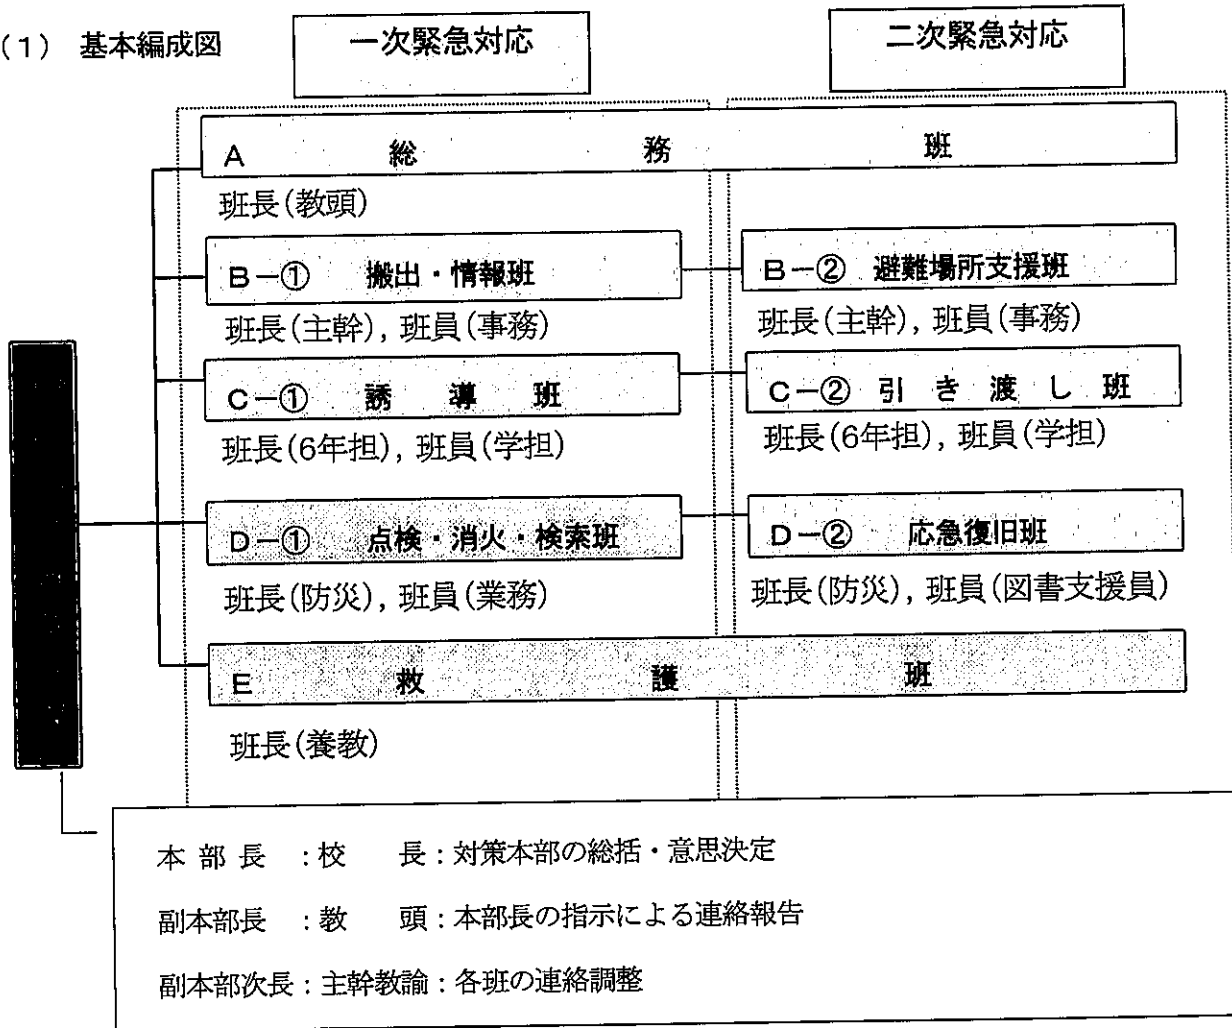 (1) 基本編成図
一次緊急対応
二次緊急対応
A 総務班
班長(教頭)
B-① 搬出・情報班
B-② 避難場所支援班
班長(主幹),班員(事務)
班長(主幹),班員(事務)
C-① 誘導班
C-② 引き渡し班
班長(6年担),班員(学担)
班長(6年担),班員(学担)
D-① 点検・消火・検索班
D-② 応急復旧班
班長(防災),班員(業務)
班長(防災),班員(図書支援員)
E 救護班
班長(養教)
本部長:校長:対策本部の総括・意思決定
副本部長:教頭:本部長の指示による連絡報告
副本部次長:主幹教諭:各班の連絡調整